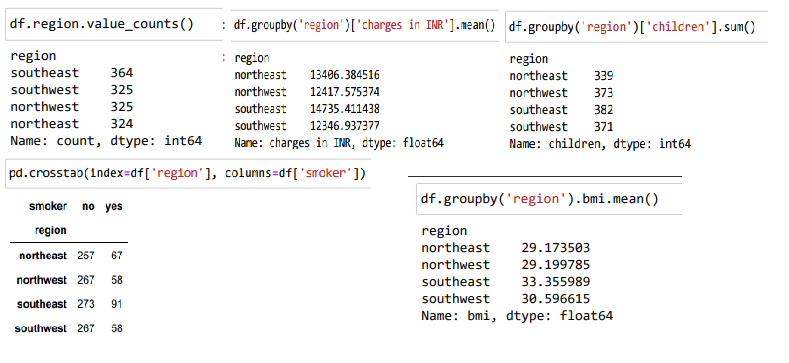 df.region.value_counts()
region
southeast 364
southwest 325
northwest 325
northeast 324
Name: count, dtype: int64
: df.groupby('region')['charges in INR'].mean()
: region
northeast 13406.384516
northwest 12417.575374
southeast 14735.411438
southwest 12346.937377
Name: charges in INR, dtype: float64
df.groupby('region')['children'].sum()
region
northeast 339
northwest 373
southeast 382
southwest 371
Name: children, dtype: int64
pd.crosstab(index=df['region'], columns=df['smoker'])
smoker no yes
region
northeast 257 67
northwest 267 58
southeast 273 91
southwest 267 58
df.groupby('region').bmi.mean()
region
northeast 29.173503
northwest 29.199785
southeast 33.355989
southwest 30.596615
Name: bmi, dtype: float64